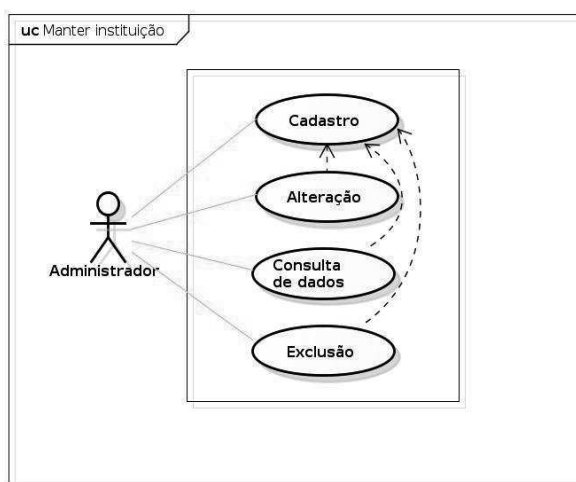 uc Manter instituição
Cadastro
Alteração
Administrador
Consulta
de dados
Exclusão